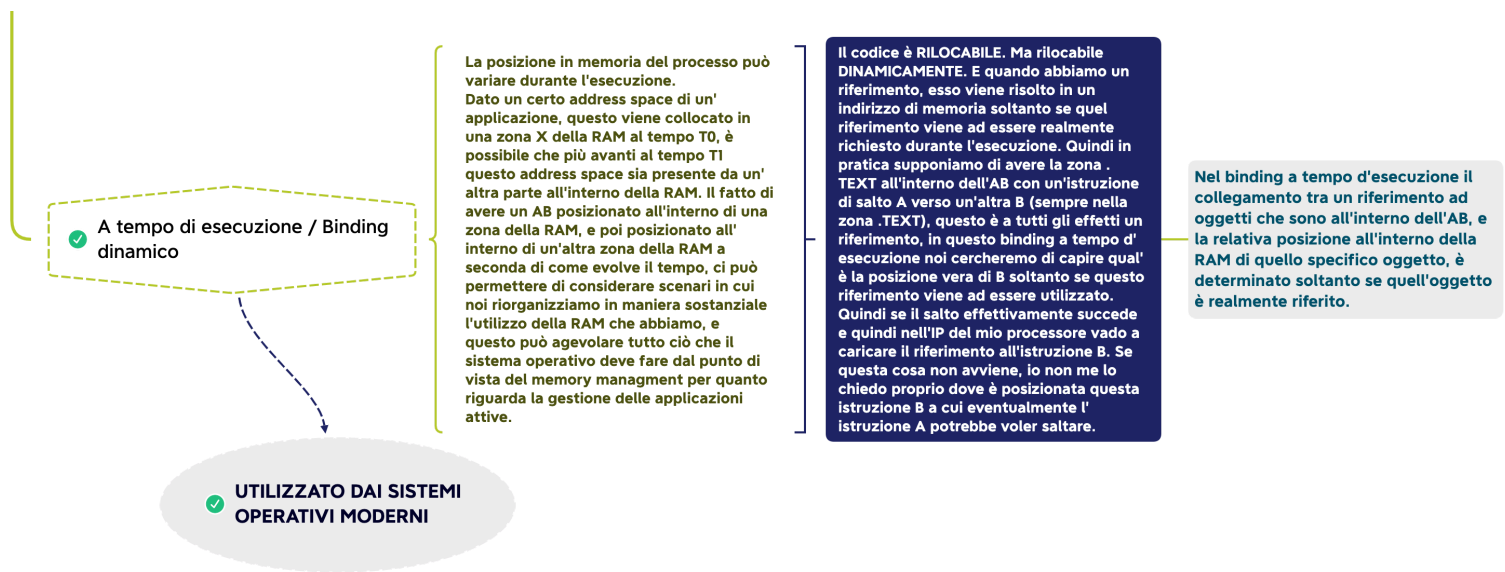 A tempo di esecuzione / Binding
dinamico
UTILIZZATO DAI SISTEMI
OPERATIVI MODERNI
La posizione in memoria del processo può
variare durante l'esecuzione.
Dato un certo address space di un'
applicazione, questo viene collocato in
una zona X della RAM al tempo T0, è
possibile che più avanti al tempo T1
questo address space sia presente da un'
altra parte all'interno della RAM. Il fatto di
avere un AB posizionato all'interno di una
zona della RAM, e poi posizionato all'
interno di un'altra zona della RAM a
seconda di come evolve il tempo, ci può
permettere di considerare scenari in cui
noi riorganizziamo in maniera sostanziale
l'utilizzo della RAM che abbiamo, e
questo può agevolare tutto ciò che il
sistema operativo deve fare dal punto di
vista del memory managment per quanto
riguarda la gestione delle applicazioni
attive.
Il codice è RILOCABILE. Ma rilocabile
DINAMICAMENTE. E quando abbiamo un
riferimento, esso viene risolto in un
indirizzo di memoria soltanto se quel
riferimento viene ad essere realmente
richiesto durante l'esecuzione. Quindi in
pratica supponiamo di avere la zona .
TEXT all'interno dell'AB con un'istruzione
di salto A verso un'altra B (sempre nella
zona .TEXT), questo è a tutti gli effetti un
riferimento, in questo binding a tempo d'
esecuzione noi cercheremo di capire qual'
è la posizione vera di B soltanto se questo
riferimento viene ad essere utilizzato.
Quindi se il salto effettivamente succede
e quindi nell'IP del mio processore vado a
caricare il riferimento all'istruzione B. Se
questa cosa non avviene, io non me lo
chiedo proprio dove è posizionata questa
istruzione B a cui eventualmente l'
istruzione A potrebbe voler saltare.
Nel binding a tempo d'esecuzione il
collegamento tra un riferimento ad
oggetti che sono all'interno dell'AB, e
la relativa posizione all'interno della
RAM di quello specifico oggetto, è
determinato soltanto se quell'oggetto
è realmente riferito.